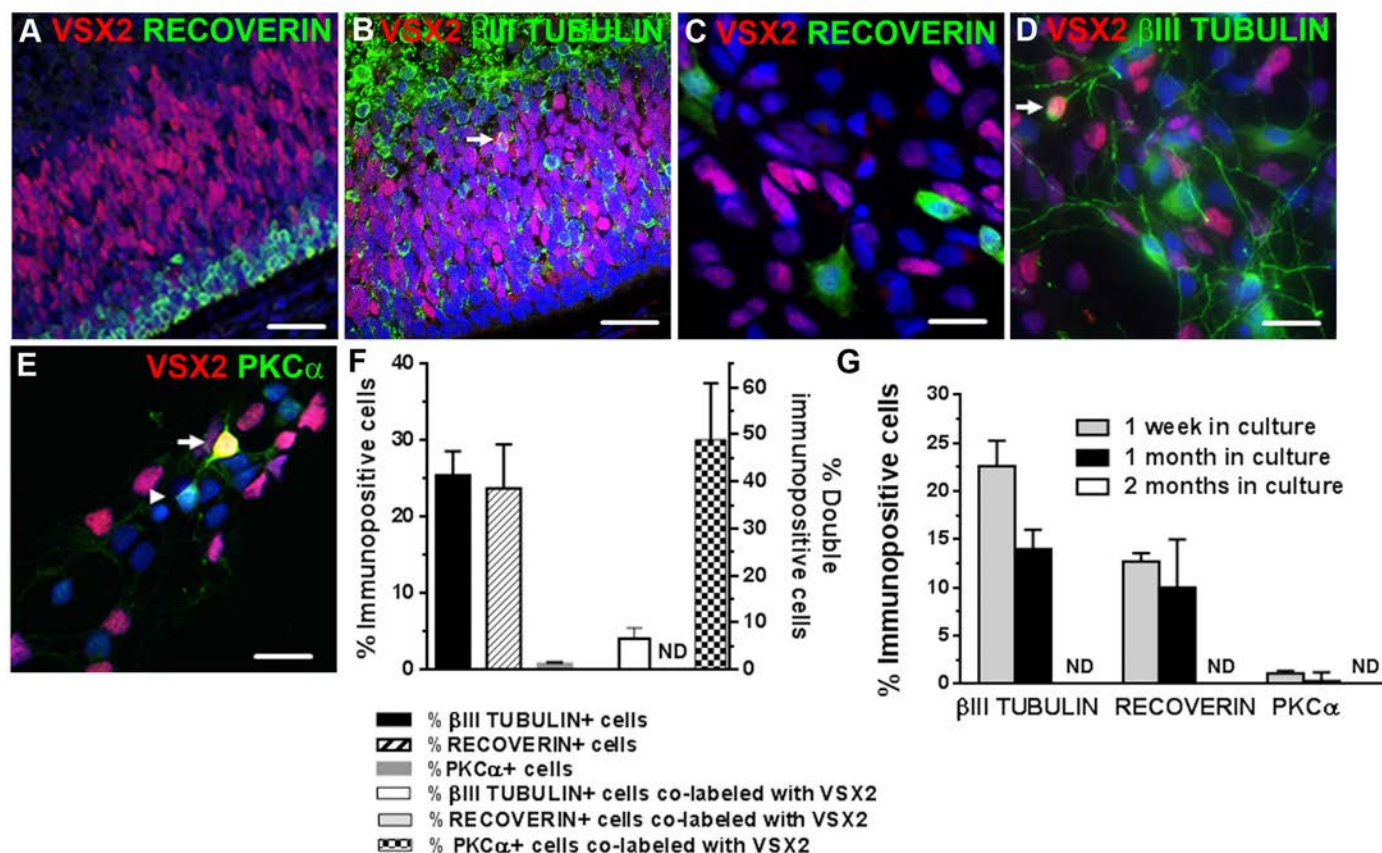 A VSX2 RECOVERIN
B VSX2 βIII TUBULIN
C VSX2 RECOVERIN
D VSX2 βIII TUBULIN
E VSX2 PKCα
F
% Immunopositive cells
40
30
20
10
0
ND
60
50
40
30
20
10
0
% Double
immunopositive cells
% βIII TUBULIN+ cells
% RECOVERIN+ cells
% PKCα+ cells
% βIII TUBULIN+ cells co-labeled with VSX2
% RECOVERIN+ cells co-labeled with VSX2
% PKCα+ cells co-labeled with VSX2
G
% Immunopositive cells
30
25
20
15
10
5
0
1 week in culture
1 month in culture
2 months in culture
ND
ND
ND
βIII TUBULIN RECOVERIN PKCα